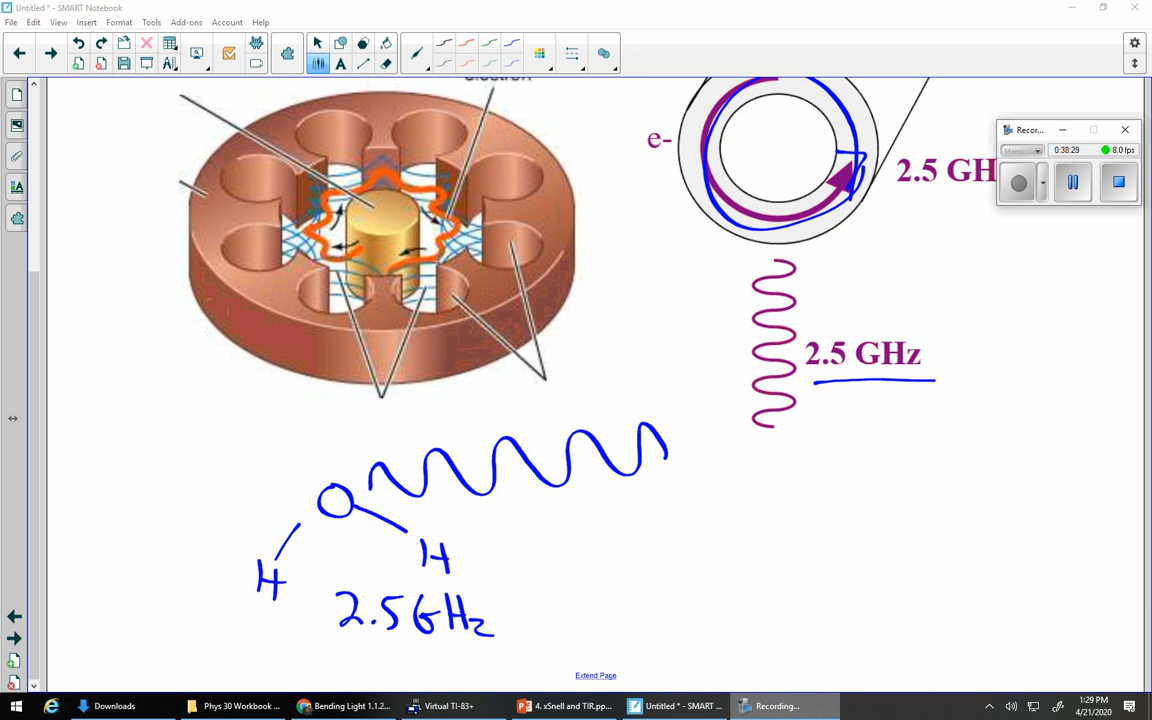 Untitled * - SMART Notebook
File Edit View Insert Format Tools Add-ons Account Help
electron
e-
2.5 GH
Recor...
Menu
0:38:29
8.0 fps
2.5 GHz
O
H
H
2.5 GHz
Extend Page
Downloads
Phys 30 Workbook ...
Bending Light 1.1.2...
Virtual TI-83+
4. xSnell and TIR.pp...
Untitled * - SMART ...
Recording...
1:29 PM
4/21/2020